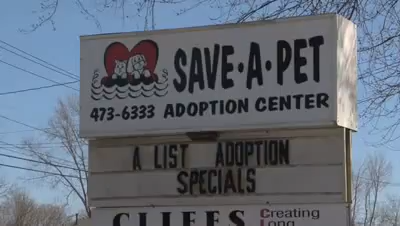 SAVE·A·PET
473-6333 ADOPTION CENTER
A LIST ADOPTION
SPECIALS
CLIFFS Creating
Long